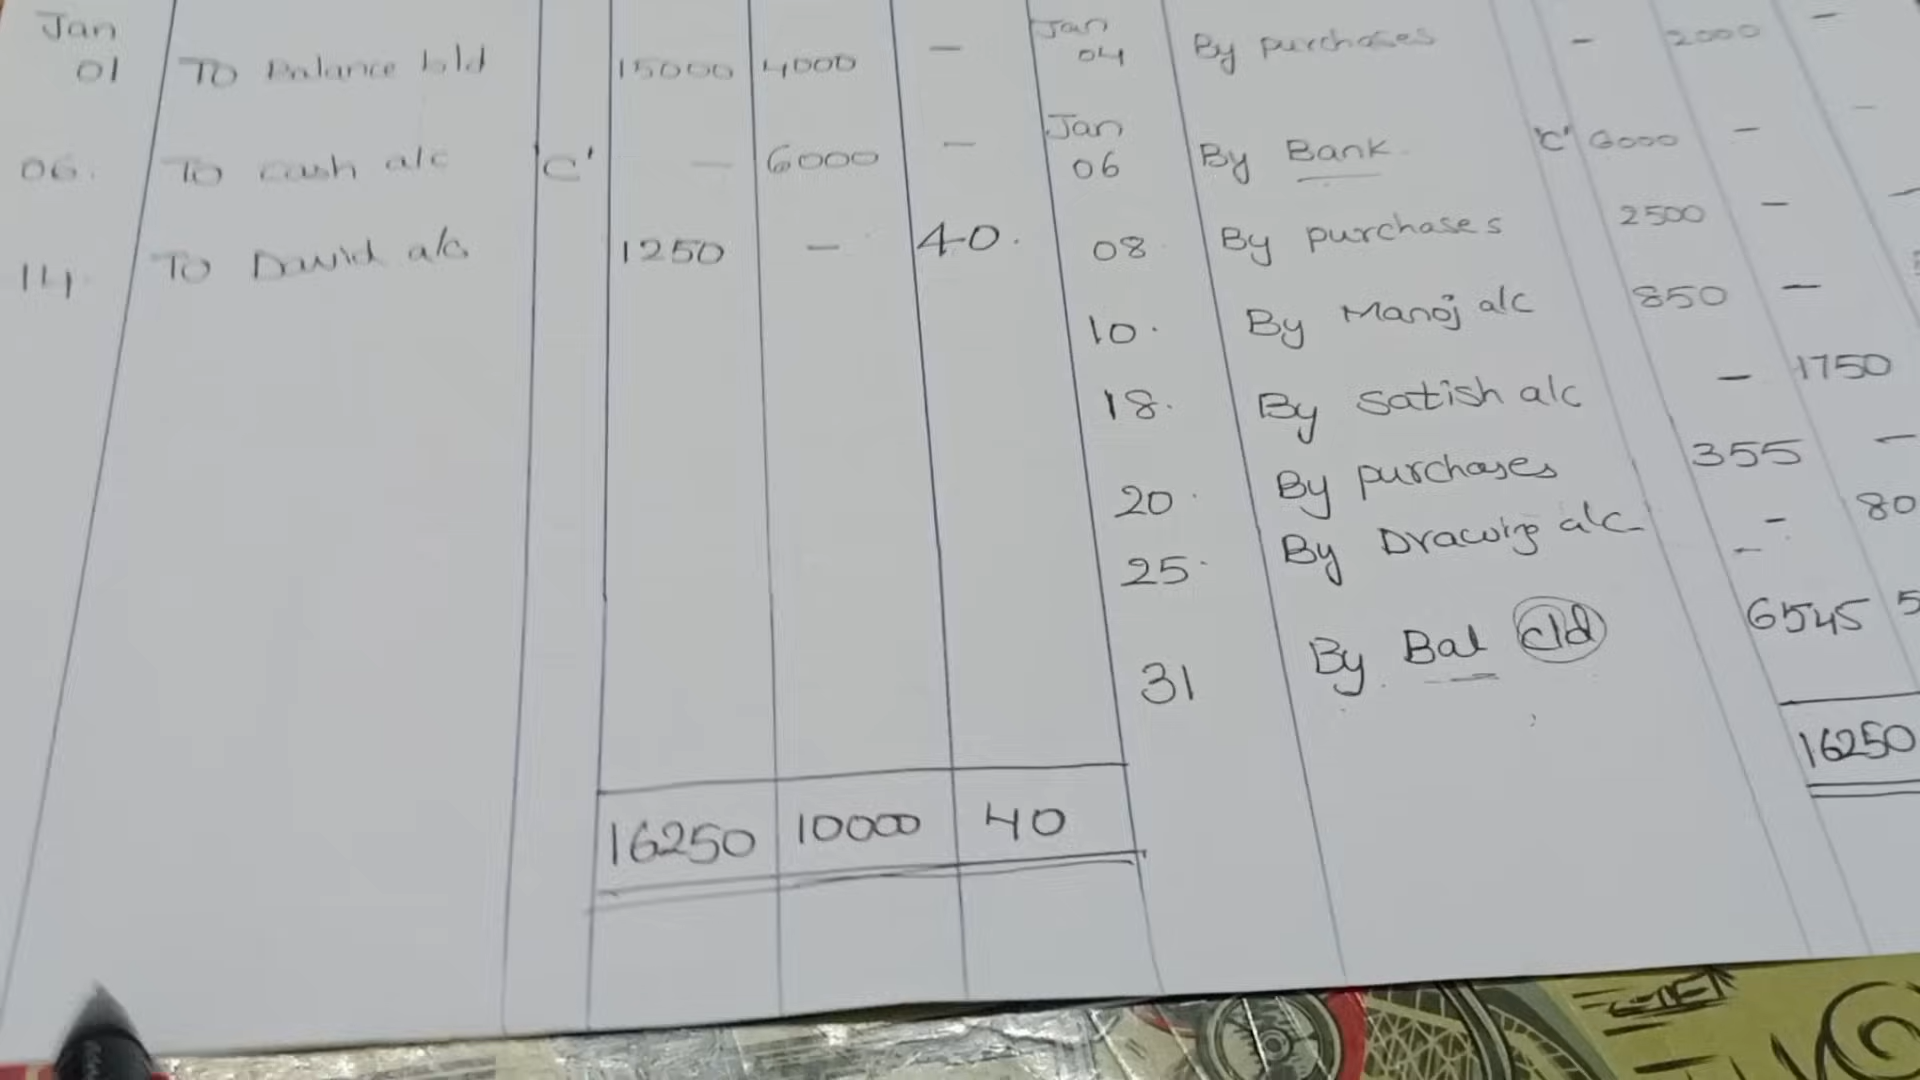 Jan
01 To Balance b/d 15000 4000 —
06. To cash a/c 'C' — 6000 —
14. To David a/c 1250 — 40.
16250 10000 40
Jan
04 By purchases — 2000 —
Jan
06 By Bank 'C' 6000 — —
08 By purchases 2500 — —
10. By Manoj a/c 850 —
18. By Satish a/c — 1750
20. By purchases 355 —
25. By Drawings a/c — 80
31 By Bal c/d 6545 5
16250